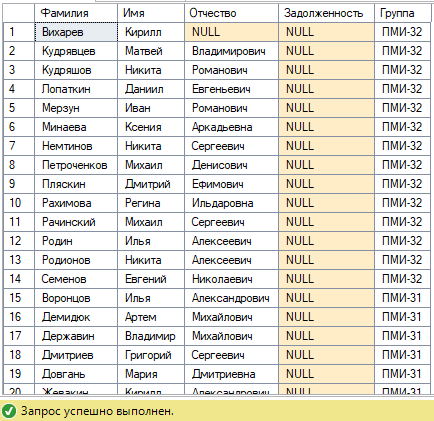 Фамилия Имя Отчество Задолженность Группа
1 Вихарев Кирилл NULL NULL ПМИ-32
2 Кудрявцев Матвей Владимирович NULL ПМИ-32
3 Кудряшов Никита Романович NULL ПМИ-32
4 Лопаткин Даниил Евгеньевич NULL ПМИ-32
5 Мерзун Иван Романович NULL ПМИ-32
6 Минаева Ксения Аркадьевна NULL ПМИ-32
7 Немтинов Никита Сергеевич NULL ПМИ-32
8 Петроченков Михаил Денисович NULL ПМИ-32
9 Пляскин Дмитрий Ефимович NULL ПМИ-32
10 Рахимова Регина Ильдаровна NULL ПМИ-32
11 Рачинский Михаил Сергеевич NULL ПМИ-32
12 Родин Илья Алексеевич NULL ПМИ-32
13 Родионов Никита Алексеевич NULL ПМИ-32
14 Семенов Евгений Николаевич NULL ПМИ-32
15 Воронцов Илья Александрович NULL ПМИ-31
16 Демидюк Артем Михайлович NULL ПМИ-31
17 Державин Владимир Михайлович NULL ПМИ-31
18 Дмитриев Григорий Сергеевич NULL ПМИ-31
19 Довгань Мария Дмитриевна NULL ПМИ-31
20 Жевакин Кирилл Александрович NULL ПМИ-31
Запрос успешно выполнен.